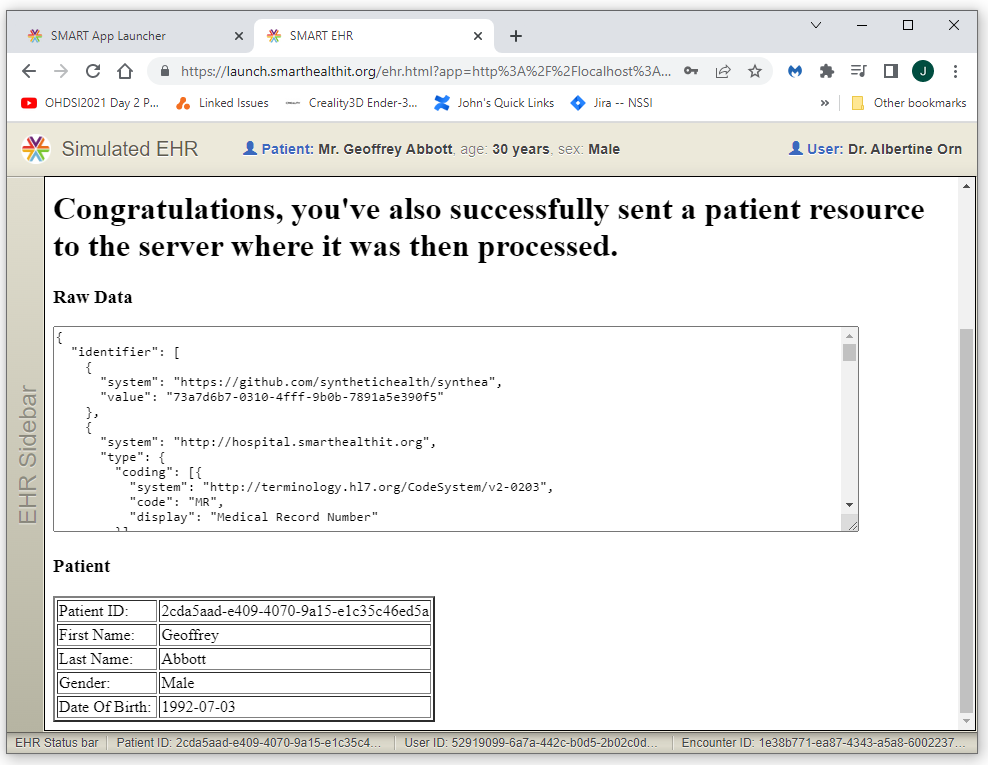 SMART App Launcher
SMART EHR
https://launch.smarthealthit.org/ehr.html?app=http%3A%2F%2Flocalhost%3A...
J
OHDSI2021 Day 2 P...
Linked Issues
Creality3D Ender-3...
John's Quick Links
Jira -- NSSI
»
Other bookmarks
Simulated EHR
Patient: Mr. Geoffrey Abbott, age: 30 years, sex: Male
User: Dr. Albertine Orn
EHR Sidebar
Congratulations, you've also successfully sent a patient resource
to the server where it was then processed.
Raw Data
{
"identifier": [
{
"system": "https://github.com/synthetichealth/synthea",
"value": "73a7d6b7-0310-4fff-9b0b-7891a5e390f5"
},
{
"system": "http://hospital.smarthealthit.org",
"type": {
"coding": [{
"system": "http://terminology.hl7.org/CodeSystem/v2-0203",
"code": "MR",
"display": "Medical Record Number"
}]
Patient
Patient ID: 2cda5aad-e409-4070-9a15-e1c35c46ed5a
First Name: Geoffrey
Last Name: Abbott
Gender: Male
Date Of Birth: 1992-07-03
EHR Status bar
Patient ID: 2cda5aad-e409-4070-9a15-e1c35c4...
User ID: 52919099-6a7a-442c-b0d5-2b02c0d...
Encounter ID: 1e38b771-ea87-4343-a5a8-6002237...